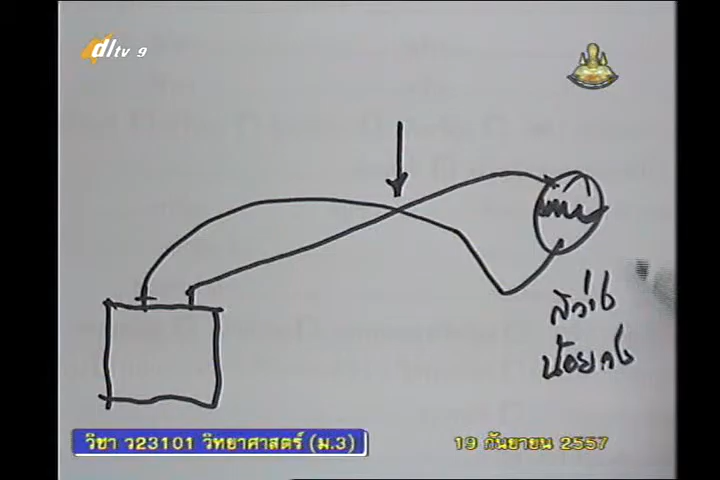 dltv 9
สว่าง
น้อยลง
วิชา ว23101 วิทยาศาสตร์ (ม.3)
19 กันยายน 2557